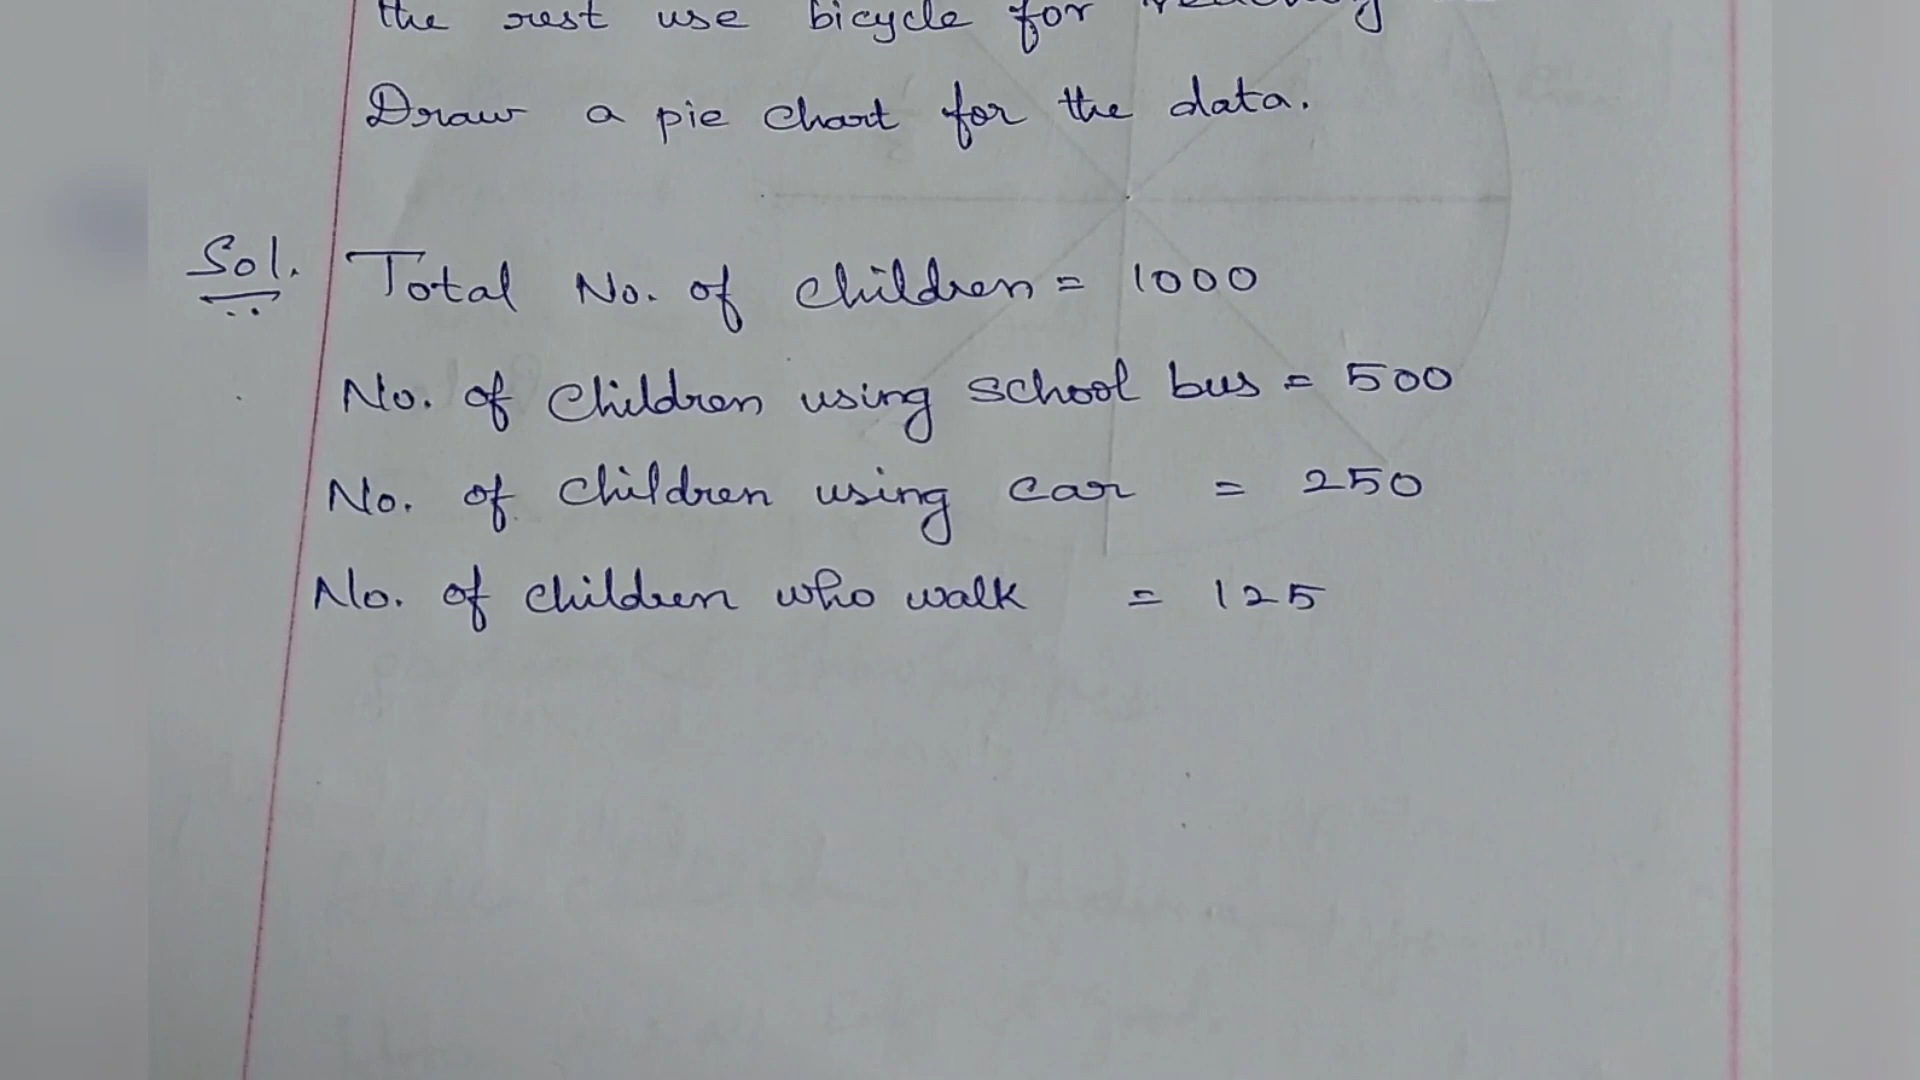 the rest use bicycle for
Draw a pie chart for the data.
Sol. Total No. of children = 1000
No. of children using school bus = 500
No. of children using car = 250
No. of children who walk = 125